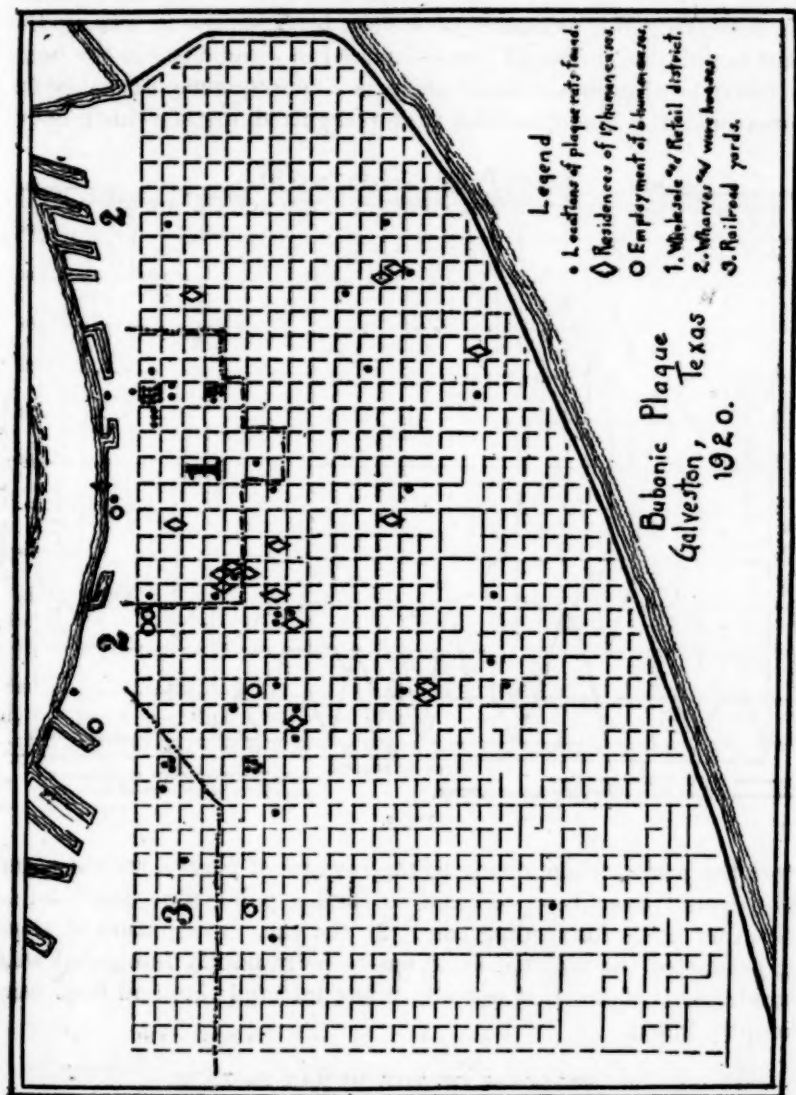 2
1
2
3
Legend
Locations of plague rats found.
Residences of 17 human cases.
Employment of 6 human cases.
1. Wholesale and Retail district.
2. Wharves and warehouses.
3. Railroad yards.
Bubonic Plague
Galveston, Texas
1920.